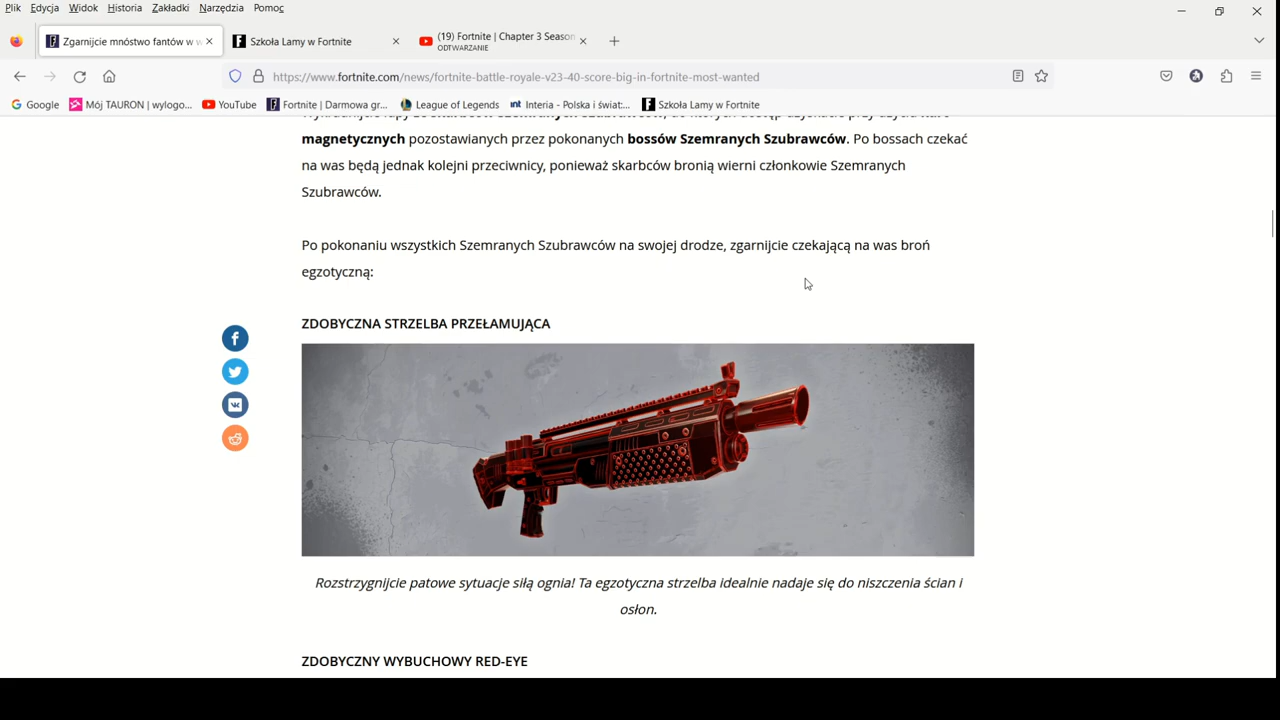 Plik Edycja Widok Historia Zakładki Narzędzia Pomoc
Zgarnijcie mnóstwo fantów w w
Szkoła Lamy w Fortnite
(19) Fortnite | Chapter 3 Season
ODTWARZANIE
https://www.fortnite.com/news/fortnite-battle-royale-v23-40-score-big-in-fortnite-most-wanted
Google Mój TAURON | wylogo... YouTube Fortnite | Darmowa gr... League of Legends Interia - Polska i świat:... Szkoła Lamy w Fortnite
magnetycznych pozostawianych przez pokonanych bossów Szemranych Szubrawców. Po bossach czekać
na was będą jednak kolejni przeciwnicy, ponieważ skarbców bronią wierni członkowie Szemranych
Szubrawców.
Po pokonaniu wszystkich Szemranych Szubrawców na swojej drodze, zgarnijcie czekającą na was broń
egzotyczną:
ZDOBYCZNA STRZELBA PRZEŁAMUJĄCA
Rozstrzygnijcie patowe sytuacje siłą ognia! Ta egzotyczna strzelba idealnie nadaje się do niszczenia ścian i
osłon.
ZDOBYCZNY WYBUCHOWY RED-EYE